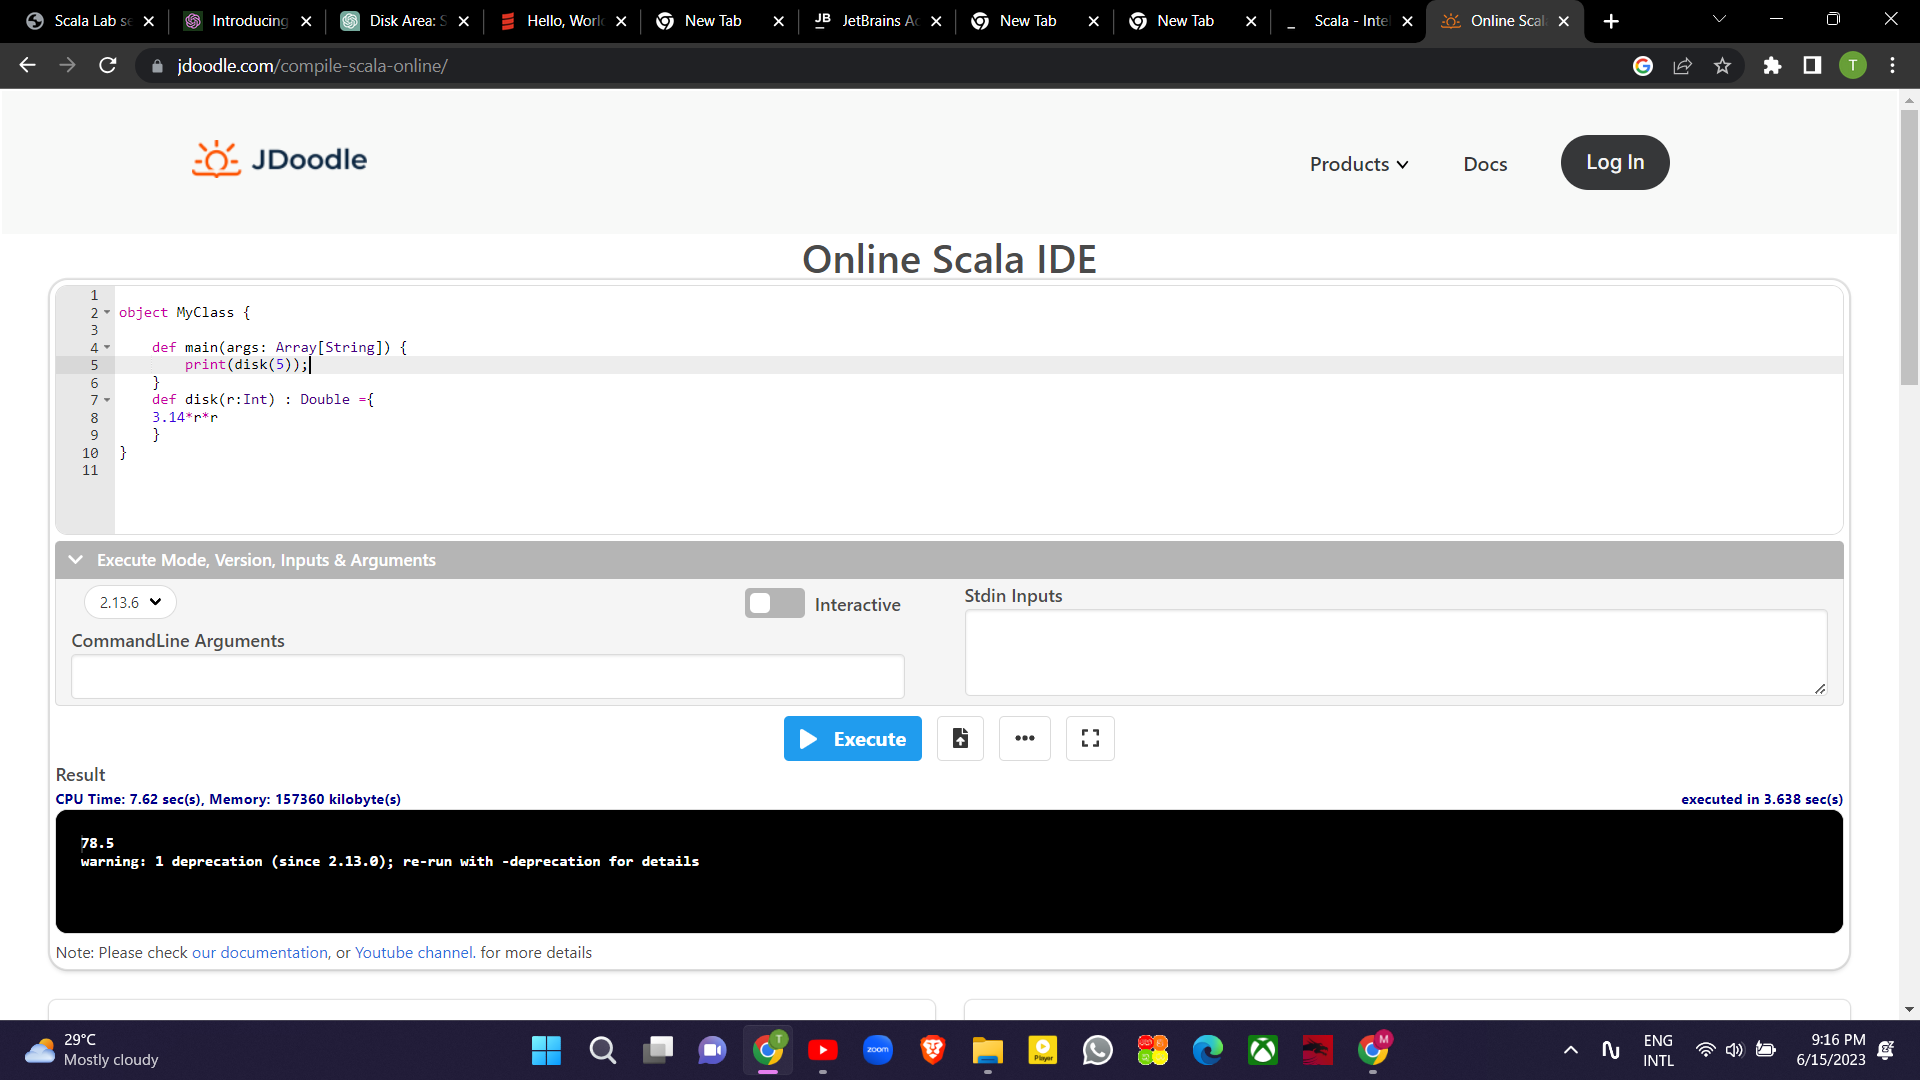 Scala Lab se
Introducing
Disk Area: S
Hello, World
New Tab
JB JetBrains Ac
New Tab
New Tab
Scala - Intel
Online Scal
jdoodle.com/compile-scala-online/
T
JDoodle
Products
Docs
Log In
Online Scala IDE
1
2 object MyClass {
3
4 def main(args: Array[String]) {
5 print(disk(5));
6 }
7 def disk(r:Int) : Double ={
8 3.14*r*r
9 }
10 }
11
Execute Mode, Version, Inputs & Arguments
2.13.6
Interactive
Stdin Inputs
CommandLine Arguments
Execute
Result
CPU Time: 7.62 sec(s), Memory: 157360 kilobyte(s)
executed in 3.638 sec(s)
78.5
warning: 1 deprecation (since 2.13.0); re-run with -deprecation for details
Note: Please check our documentation, or Youtube channel. for more details
29°C
Mostly cloudy
T
zoom
Player
M
ENG
INTL
9:16 PM
6/15/2023